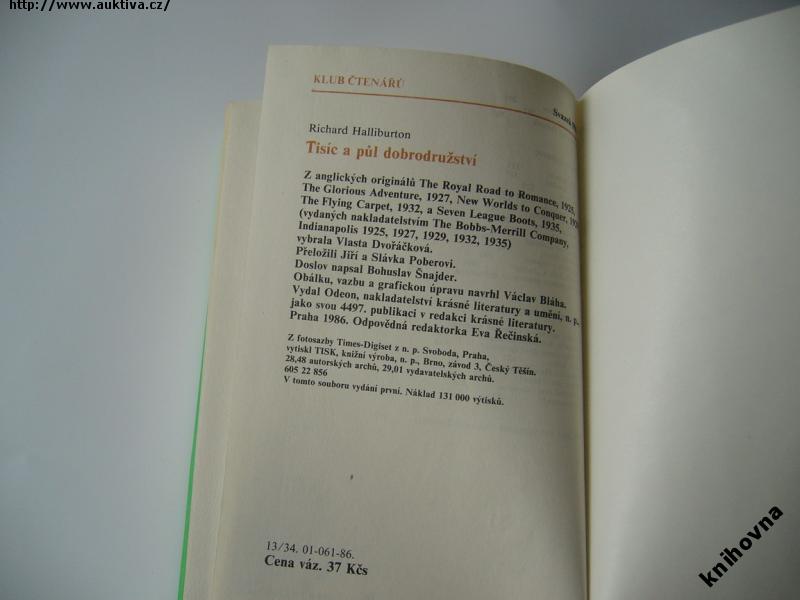 http://www.auktiva.cz/
KLUB ČTENÁŘŮ
Svazek
Richard Halliburton
Tisíc a půl dobrodružství
Z anglických originálů The Royal Road to Romance, 1925,
The Glorious Adventure, 1927, New Worlds to Conquer,
The Flying Carpet, 1932, a Seven League Boots, 1935,
(vydaných nakladatelstvím The Bobbs-Merrill Company,
Indianapolis 1925, 1927, 1929, 1932, 1935)
vybrala Vlasta Dvořáčková.
Přeložili Jiří a Slávka Poberovi.
Doslov napsal Bohuslav Šnajder.
Obálku, vazbu a grafickou úpravu navrhl Václav Bláha.
Vydal Odeon, nakladatelství krásné literatury a umění, n. p.,
jako svou 4497. publikaci v redakci krásné literatury.
Praha 1986. Odpovědná redaktorka Eva Řečinská.
Z fotosazby Times-Digiset z n. p. Svoboda, Praha,
vytiskl TISK, knižní výroba, n. p., Brno, závod 3, Český Těšín.
28,48 autorských archů, 29,01 vydavatelských archů.
605 22 856
V tomto souboru vydání první. Náklad 131 000 výtisků.
13/34. 01-061-86.
Cena váz. 37 Kčs
knihovna